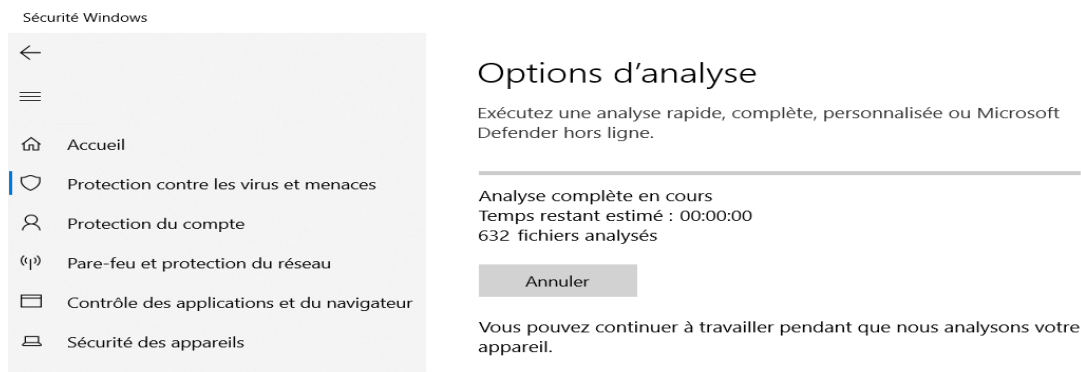 Sécurité Windows
Accueil
Protection contre les virus et menaces
Protection du compte
Pare-feu et protection du réseau
Contrôle des applications et du navigateur
Sécurité des appareils
Options d’analyse
Exécutez une analyse rapide, complète, personnalisée ou Microsoft
Defender hors ligne.
Analyse complète en cours
Temps restant estimé : 00:00:00
632 fichiers analysés
Annuler
Vous pouvez continuer à travailler pendant que nous analysons votre
appareil.